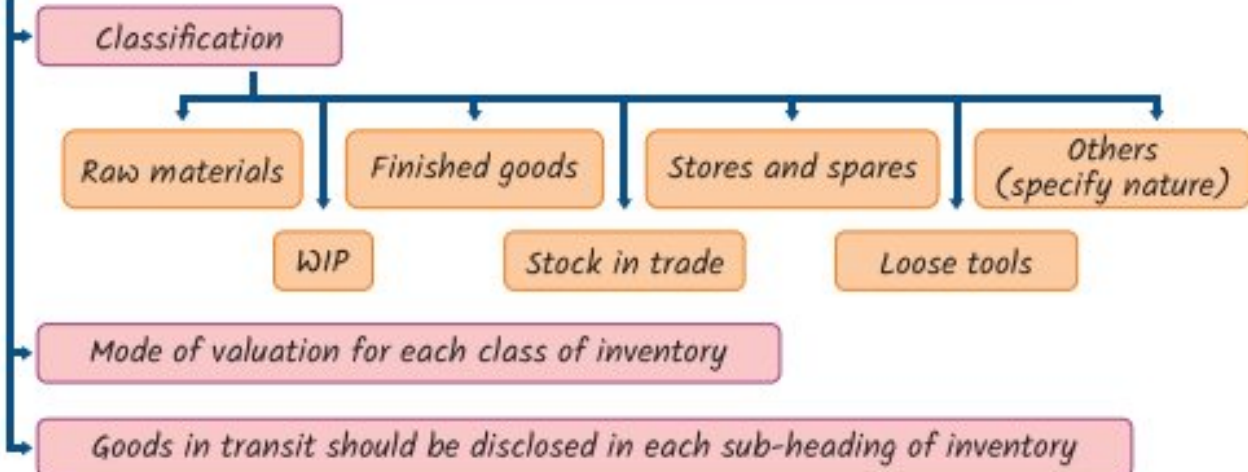 Classification
Raw materials
Finished goods
Stores and spares
Others
(specify nature)
WIP
Stock in trade
Loose tools
Mode of valuation for each class of inventory
Goods in transit should be disclosed in each sub-heading of inventory